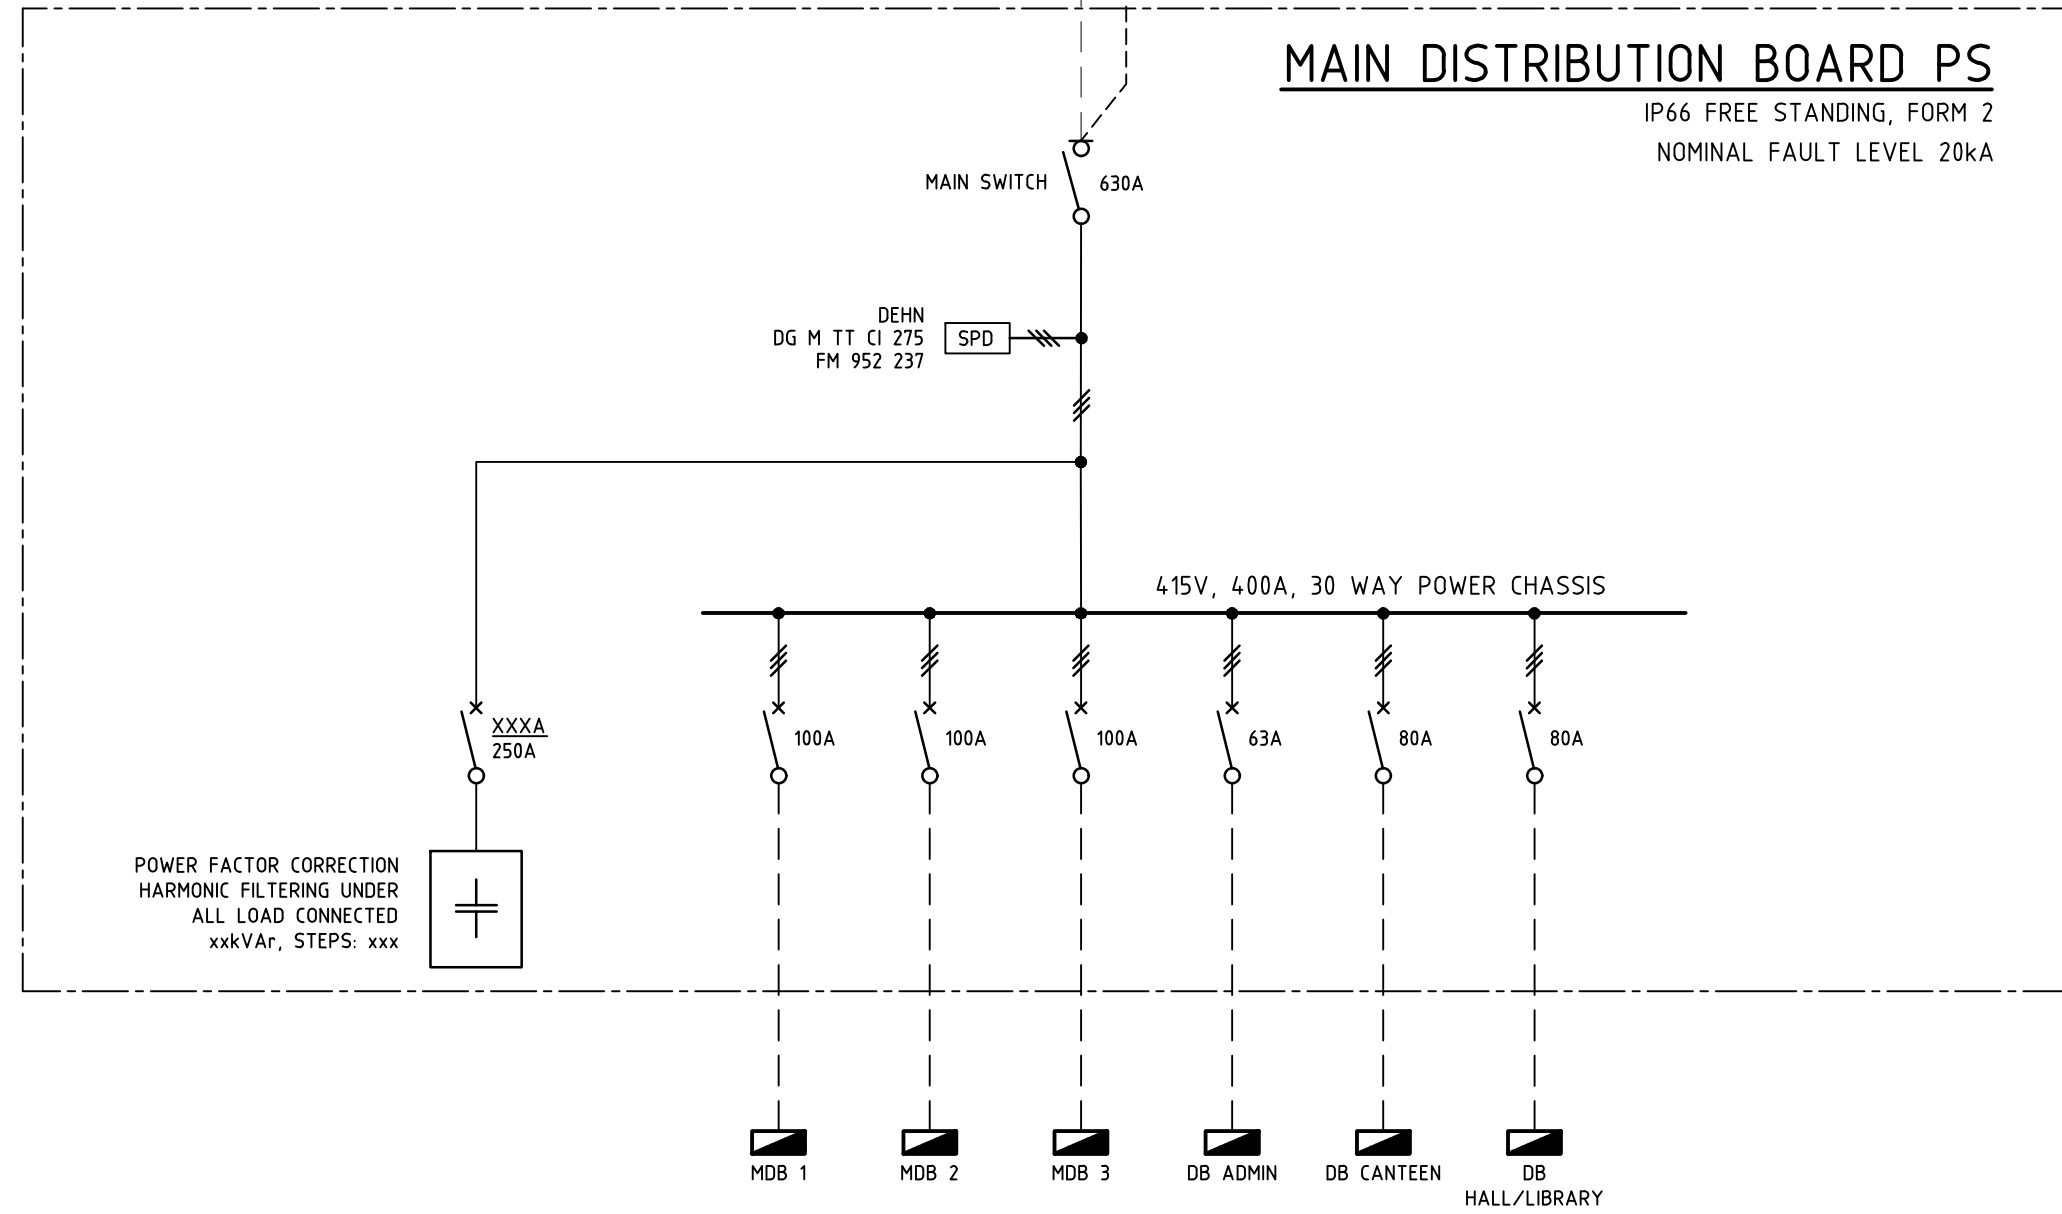 MAIN DISTRIBUTION BOARD PS
IP66 FREE STANDING, FORM 2
NOMINAL FAULT LEVEL 20kA
MAIN SWITCH
630A
DEHN
DG M TT CI 275
FM 952 237
SPD
415V, 400A, 30 WAY POWER CHASSIS
XXXA
250A
100A
100A
100A
63A
80A
80A
POWER FACTOR CORRECTION
HARMONIC FILTERING UNDER
ALL LOAD CONNECTED
xxkVAr, STEPS: xxx
MDB 1
MDB 2
MDB 3
DB ADMIN
DB CANTEEN
DB
HALL/LIBRARY